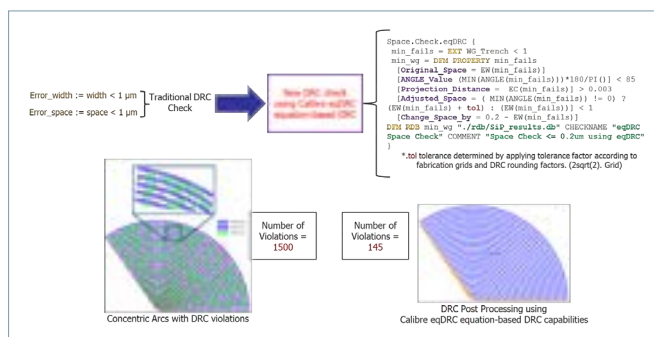 Error_width := width < 1 µm
Error_space := space < 1 µm
Traditional DRC
Check
New DRC check
using Calibre eqDRC
equation-based DRC
Space.Check.eqDRC {
min_fails = EXT WG_Trench < 1
min_wg = DFM PROPERTY min_fails
[Original_Space = EW(min_fails)]
[ANGLE_Value (MIN(ANGLE(min_fails)))*180/PI()] < 85
[Projection_Distance = EC(min_fails)] > 0.003
[Adjusted_Space = ( MIN(ANGLE(min_fails)) != 0) ?
(EW(min_fails) + tol) : (EW(min_fails))] < 1
[Change_Space_by = 0.2 - EW(min_fails)]
DFM RDB min_wg "./rdb/SiP_results.db" CHECKNAME "eqDRC
Space Check" COMMENT "Space Check <= 0.2um using eqDRC"
}
*.tol tolerance determined by applying tolerance factor according to
fabrication grids and DRC rounding factors. (2sqrt(2). Grid)
Number of
Violations =
1500
Number of
Violations =
145
Concentric Arcs with DRC violations
DRC Post Processing using
Calibre eqDRC equation-based DRC capabilities